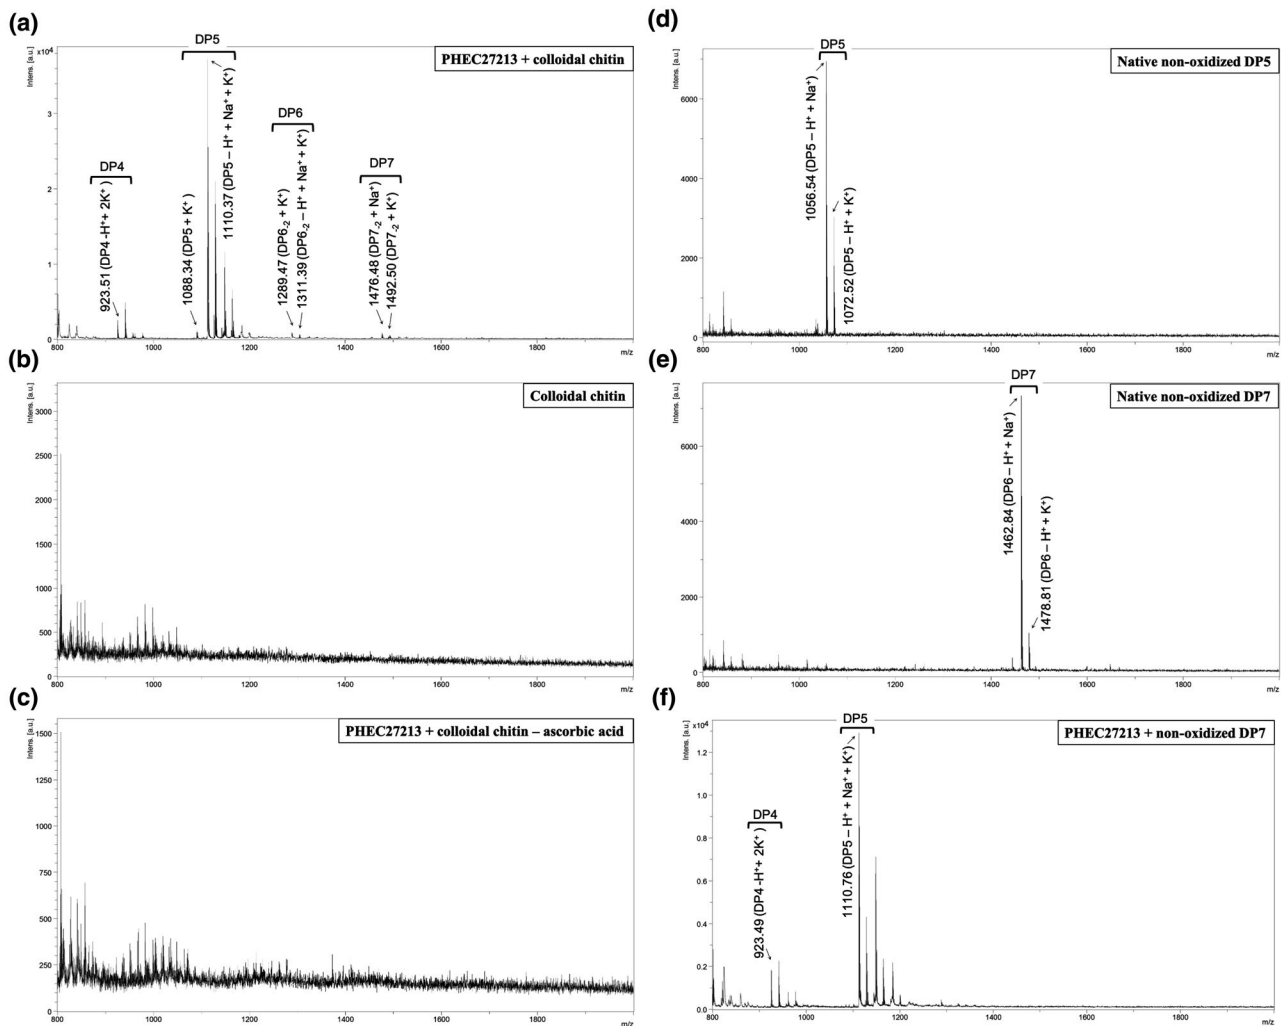 (a)
PHEC27213 + colloidal chitin
Intens. [a.u.]
x10⁴
3
2
1
0
DP4
923.51 (DP4 -H⁺+ 2K⁺ )
DP5
1088.34 (DP5 + K⁺ )
1110.37 (DP5 – H⁺ + Na⁺ + K⁺)
DP6
1289.47 (DP6₋₂ + K⁺)
1311.39 (DP6₋₂ – H⁺ + Na⁺ + K⁺)
DP7
1476.48 (DP7₋₂ + Na⁺)
1492.50 (DP7₋₂ + K⁺)
800 1000 1200 1400 1600 1800
m/z
(b)
Colloidal chitin
Intens. [a.u.]
3000
2500
2000
1500
1000
500
0
800 1000 1200 1400 1600 1800
m/z
(c)
PHEC27213 + colloidal chitin – ascorbic acid
Intens. [a.u.]
1500
1250
1000
750
500
250
0
800 1000 1200 1400 1600 1800
m/z
(d)
Native non-oxidized DP5
Intens. [a.u.]
6000
4000
2000
0
DP5
1056.54 (DP5 – H⁺ + Na⁺)
1072.52 (DP5 – H⁺ + K⁺)
800 1000 1200 1400 1600 1800
m/z
(e)
Native non-oxidized DP7
Intens. [a.u.]
6000
4000
2000
0
DP7
1462.84 (DP6 – H⁺ + Na⁺)
1478.81 (DP6 – H⁺ + K⁺)
800 1000 1200 1400 1600 1800
m/z
(f)
PHEC27213 + non-oxidized DP7
Intens. [a.u.]
x10⁴
1.2
1.0
0.8
0.6
0.4
0.2
0.0
DP4
923.49 (DP4 -H⁺+ 2K⁺ )
DP5
1110.76 (DP5 – H⁺ + Na⁺ + K⁺)
800 1000 1200 1400 1600 1800
m/z